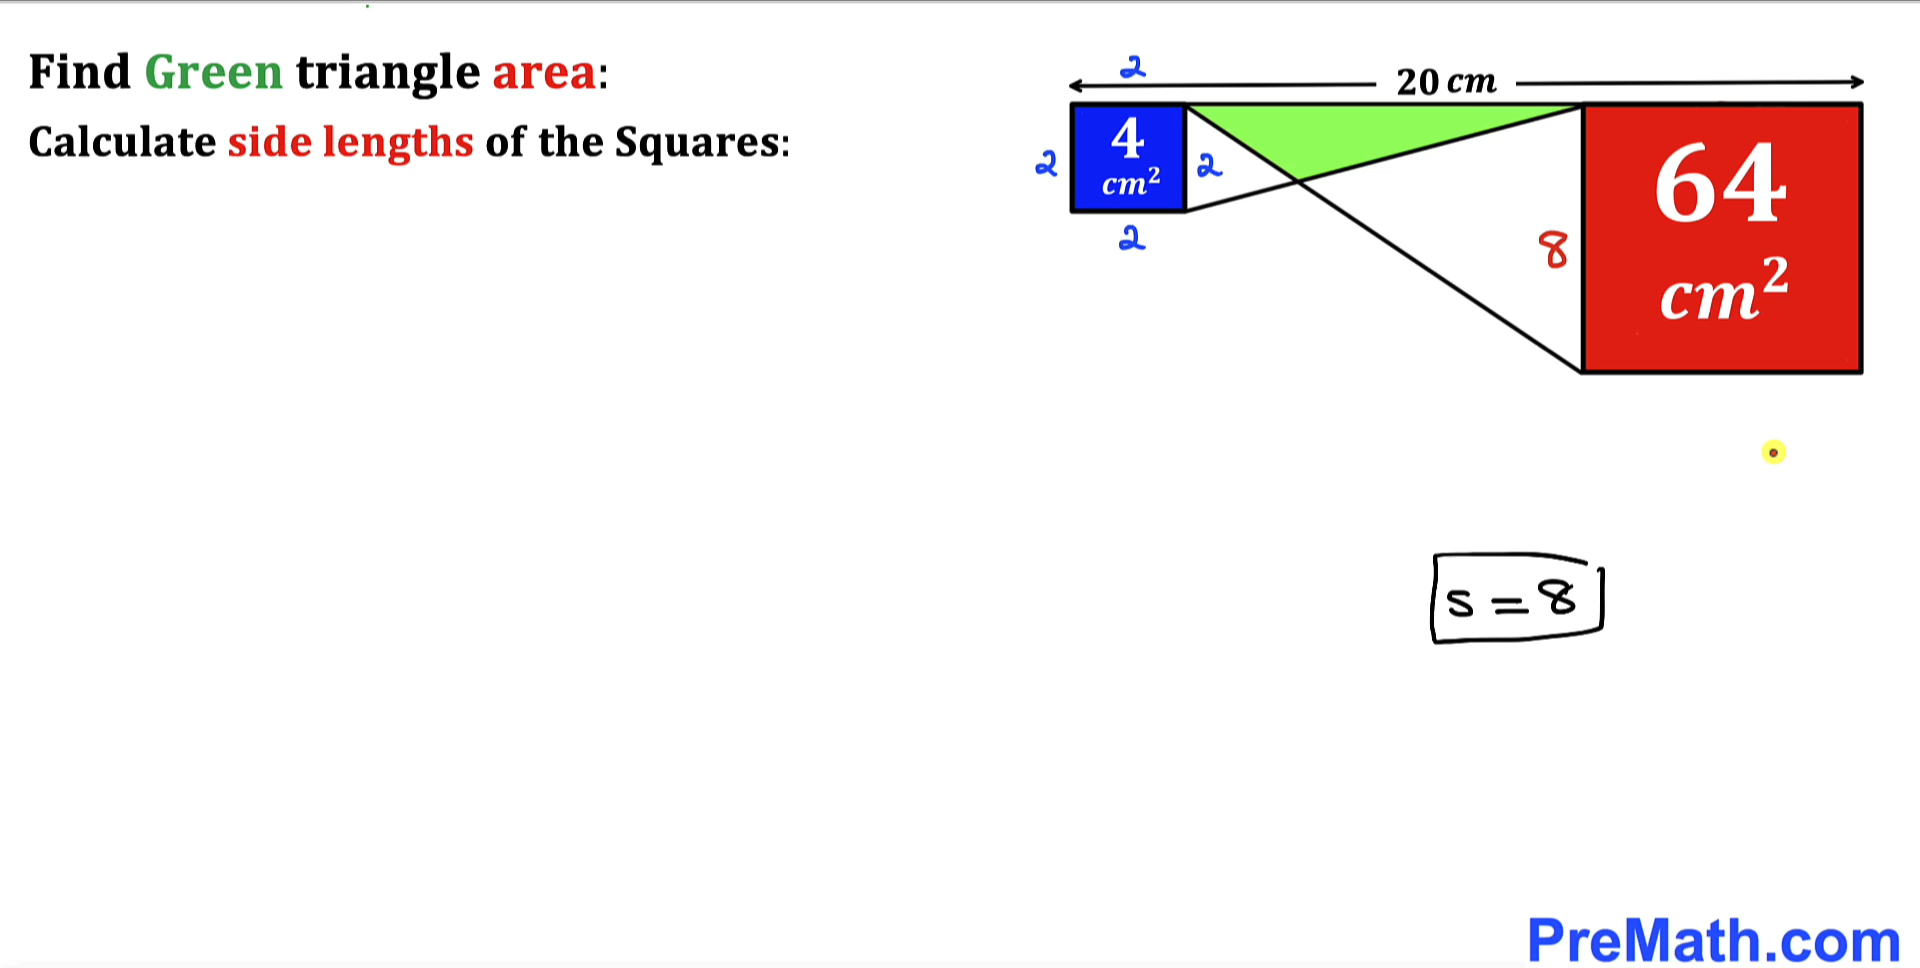 Find Green triangle area:
Calculate side lengths of the Squares:
2
20 cm
4
cm²
2
2
2
64
cm²
8
s = 8
PreMath.com